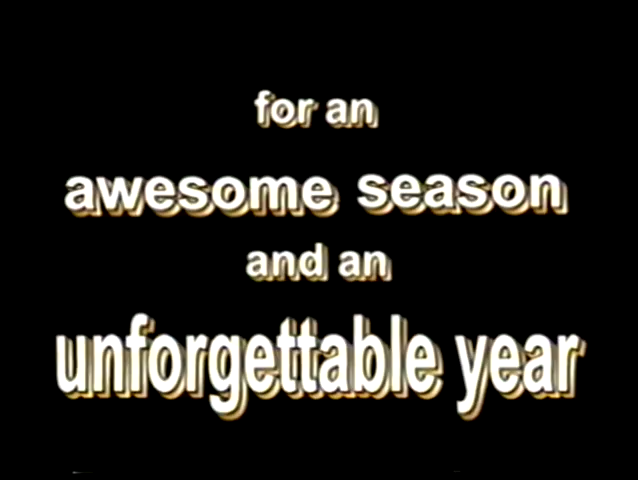 for an
awesome season
and an
unforgettable year